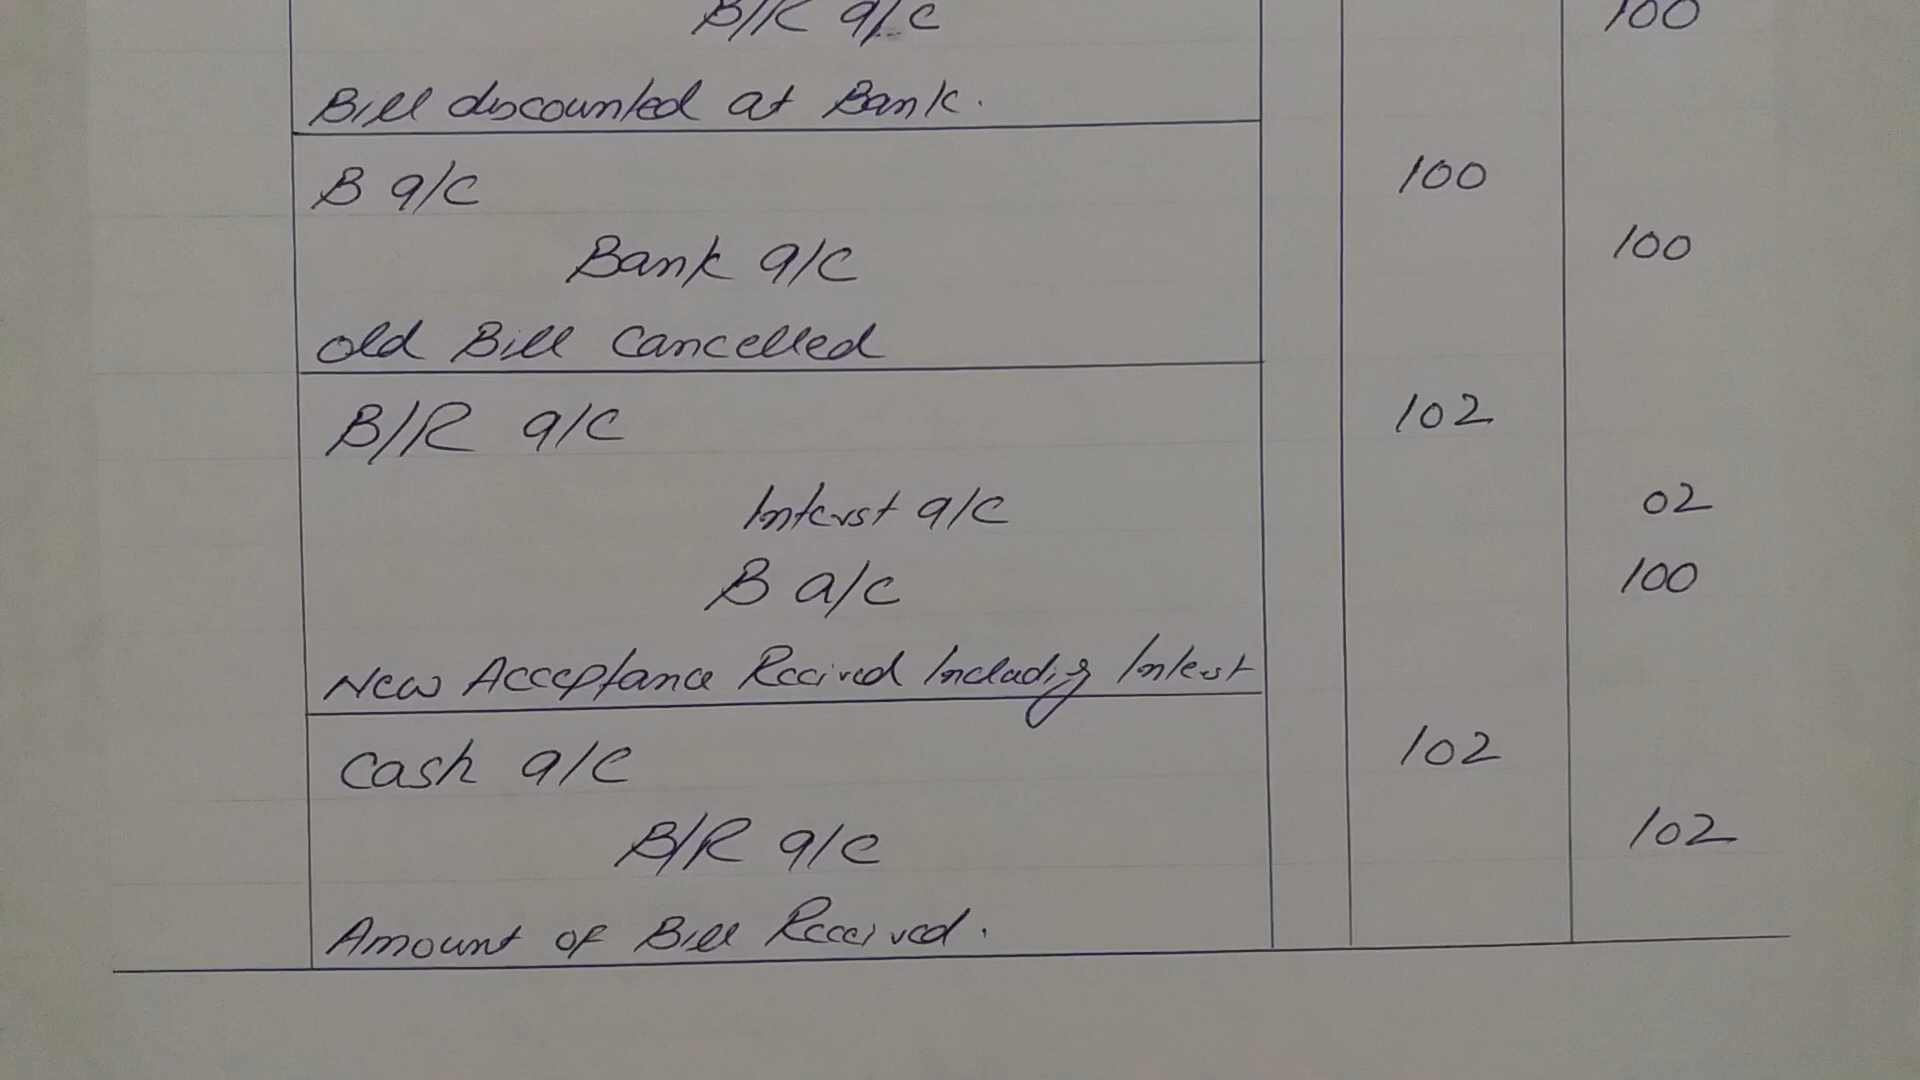 B/R a/c 100
Bill discounted at Bank.
B a/c 100
Bank a/c 100
old Bill Cancelled
B/R a/c 102
Interst a/c 02
B a/c 100
New Acceptance Recived Including Interst
Cash a/c 102
B/R a/c 102
Amount of Bill Received.